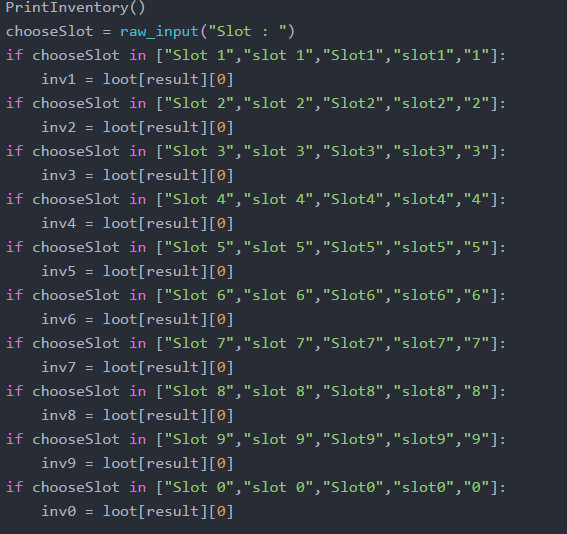 PrintInventory()
chooseSlot = raw_input("Slot : ")
if chooseSlot in ["Slot 1","slot 1","Slot1","slot1","1"]:
    inv1 = loot[result][0]
if chooseSlot in ["Slot 2","slot 2","Slot2","slot2","2"]:
    inv2 = loot[result][0]
if chooseSlot in ["Slot 3","slot 3","Slot3","slot3","3"]:
    inv3 = loot[result][0]
if chooseSlot in ["Slot 4","slot 4","Slot4","slot4","4"]:
    inv4 = loot[result][0]
if chooseSlot in ["Slot 5","slot 5","Slot5","slot5","5"]:
    inv5 = loot[result][0]
if chooseSlot in ["Slot 6","slot 6","Slot6","slot6","6"]:
    inv6 = loot[result][0]
if chooseSlot in ["Slot 7","slot 7","Slot7","slot7","7"]:
    inv7 = loot[result][0]
if chooseSlot in ["Slot 8","slot 8","Slot8","slot8","8"]:
    inv8 = loot[result][0]
if chooseSlot in ["Slot 9","slot 9","Slot9","slot9","9"]:
    inv9 = loot[result][0]
if chooseSlot in ["Slot 0","slot 0","Slot0","slot0","0"]:
    inv0 = loot[result][0]